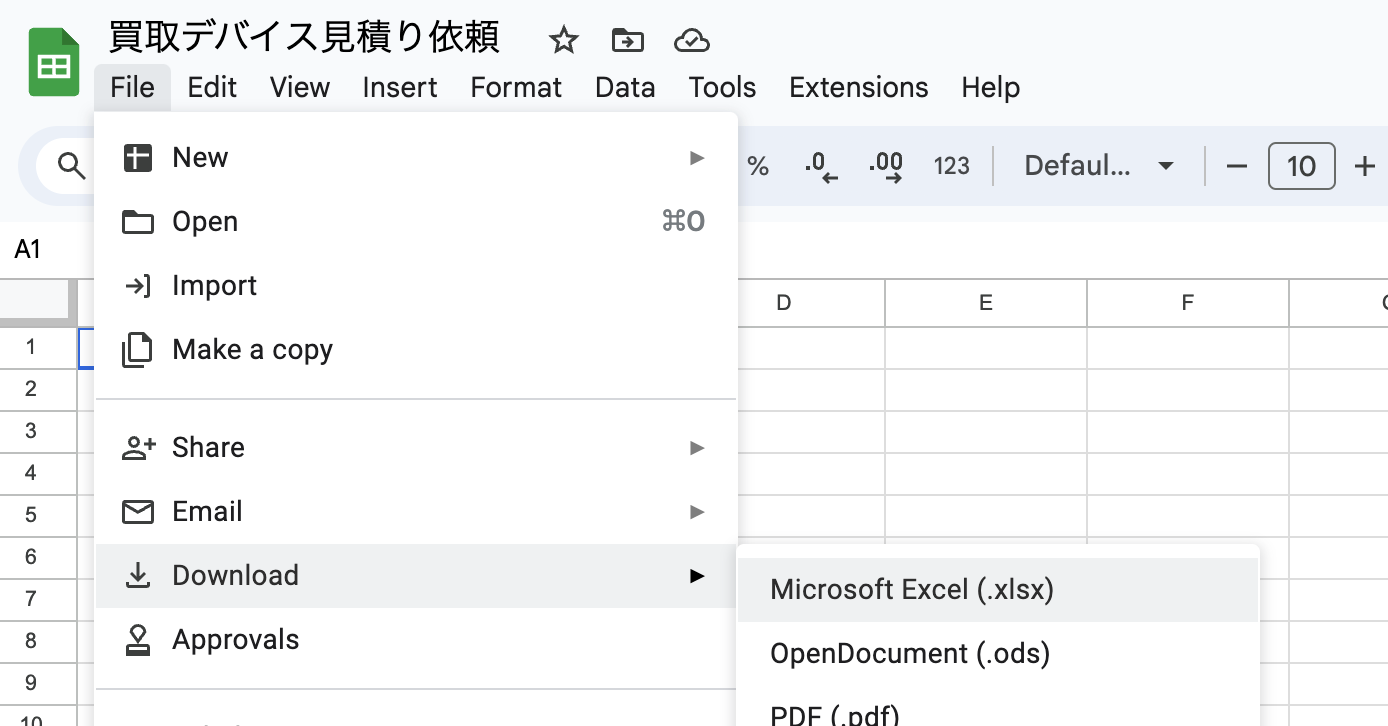 買取デバイス見積り依頼
File Edit View Insert Format Data Tools Extensions Help
% .0 .00 123 Defaul... − 10 +
A1
New
Open ⌘O
Import
Make a copy
Share
Email
Download
Approvals
Microsoft Excel (.xlsx)
OpenDocument (.ods)
PDF (.pdf)
D E F
1
2
3
4
5
6
7
8
9
10